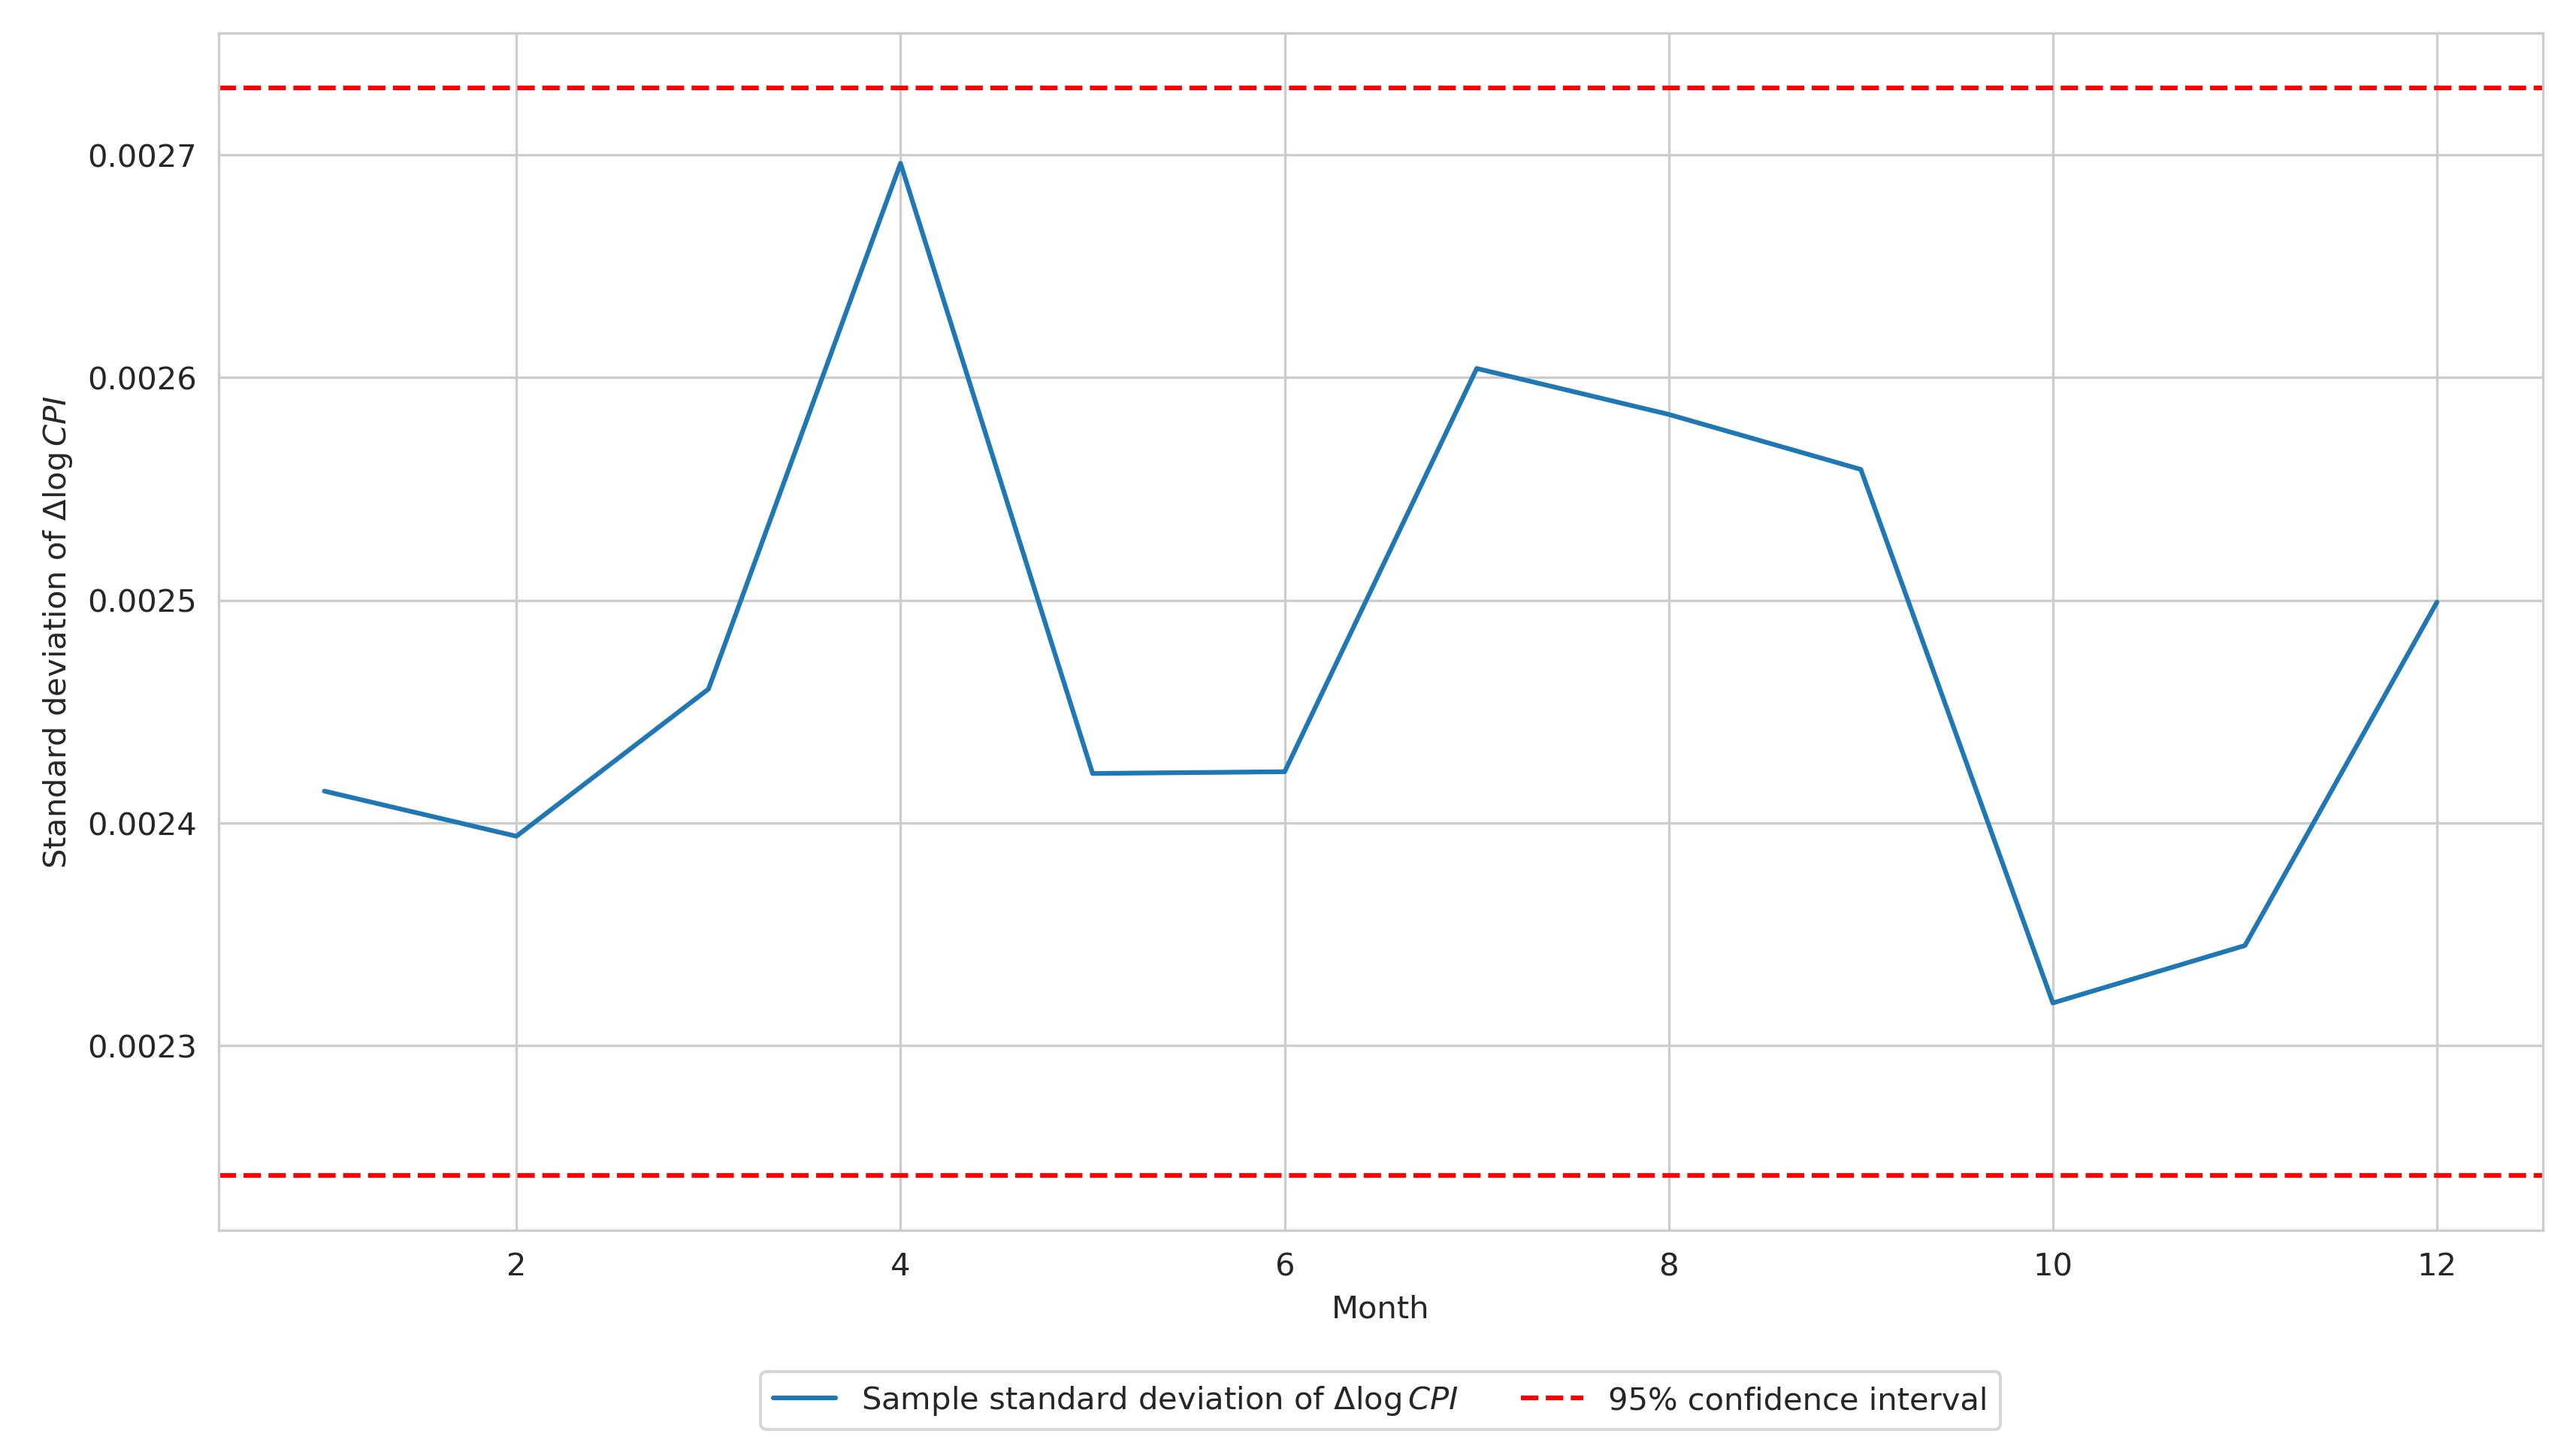 Standard deviation of Δlog CPI
0.0027
0.0026
0.0025
0.0024
0.0023
2 4 6 8 10 12
Month
Sample standard deviation of Δlog CPI 95% confidence interval